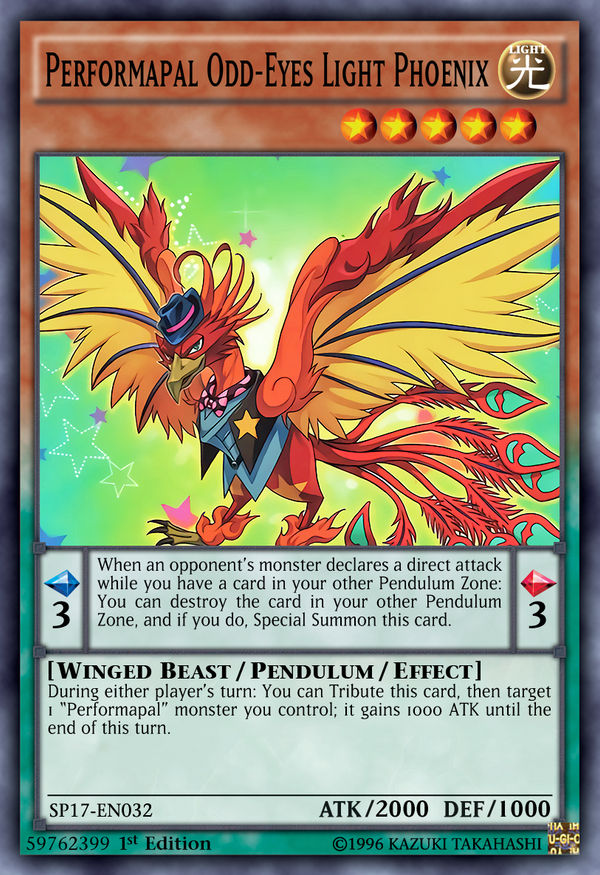 Performapal Odd-Eyes Light Phoenix
LIGHT
光
When an opponent's monster declares a direct attack
while you have a card in your other Pendulum Zone:
You can destroy the card in your other Pendulum
Zone, and if you do, Special Summon this card.
3
3
[Winged Beast / Pendulum / Effect]
During either player's turn: You can Tribute this card, then target
1 "Performapal" monster you control; it gains 1000 ATK until the
end of this turn.
ATK/2000 DEF/1000
SP17-EN032
59762399 1st Edition
©1996 KAZUKI TAKAHASHI